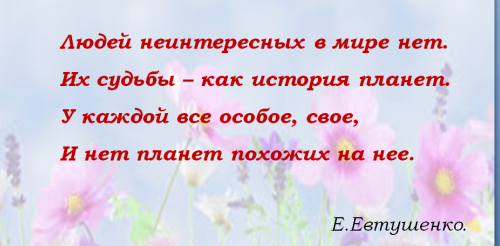 Людей неинтересных в мире нет.
Их судьбы – как история планет.
У каждой все особое, свое,
И нет планет похожих на нее.
Е.Евтушенко.